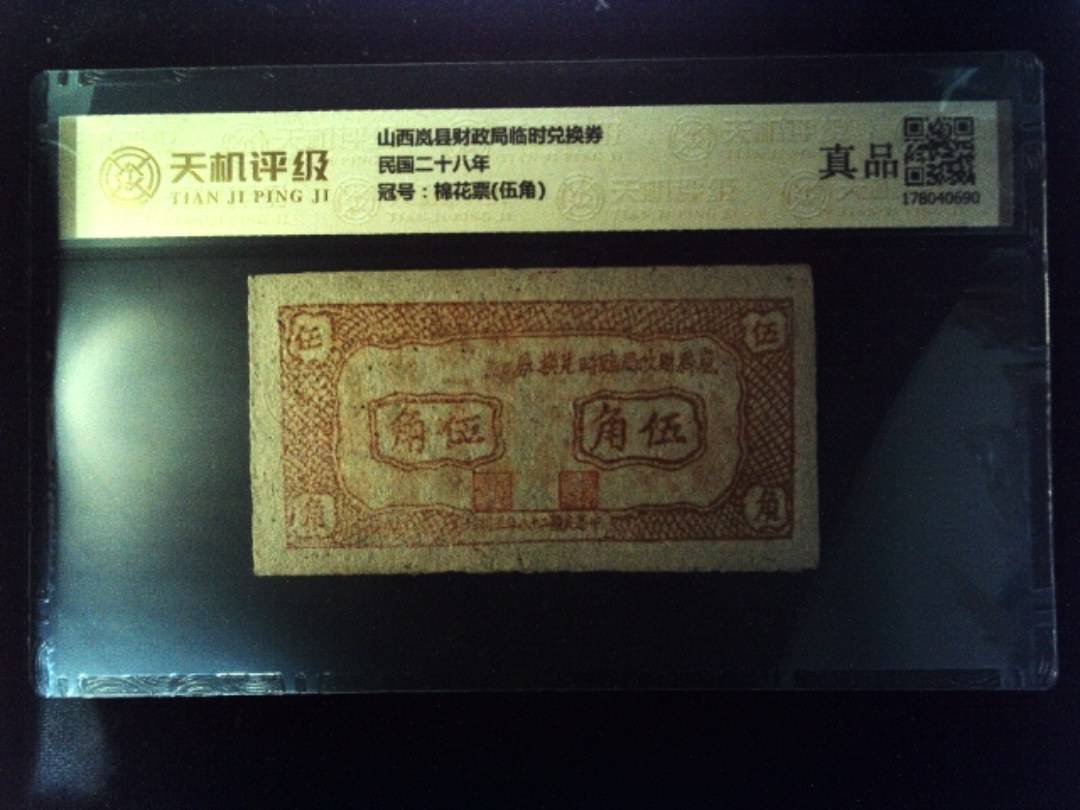 天机评级
TIAN JI PING JI
山西岚县财政局临时兑换券
民国二十八年
冠号：棉花票(伍角)
真品
178040690
伍
伍
角伍
角伍
角
角